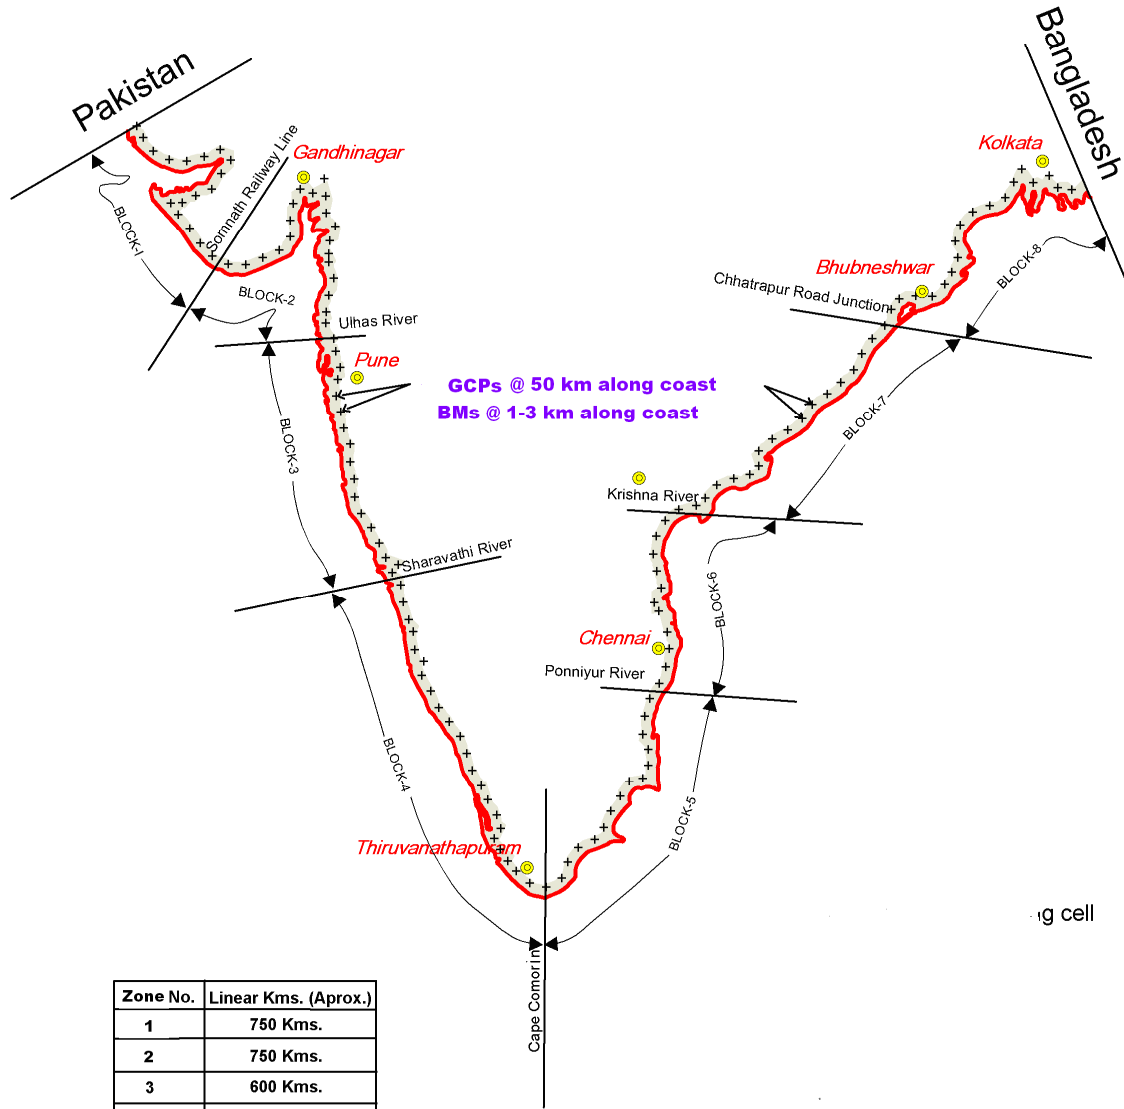 Pakistan
Bangladesh
Kolkata
Gandhinagar
Somnath Railway Line
BLOCK-1
BLOCK-2
Bhubneshwar
BLOCK-8
Chhatrapur Road Junction
Ulhas River
Pune
GCPs @ 50 km along coast
BMs @ 1-3 km along coast
BLOCK-7
BLOCK-3
Krishna River
Sharavathi River
BLOCK-6
Chennai
Ponniyur River
BLOCK-4
BLOCK-5
Thiruvanathapuram
g cell
Cape Comorin
Zone No. Linear Kms. (Aprox.)
1 750 Kms.
2 750 Kms.
3 600 Kms.